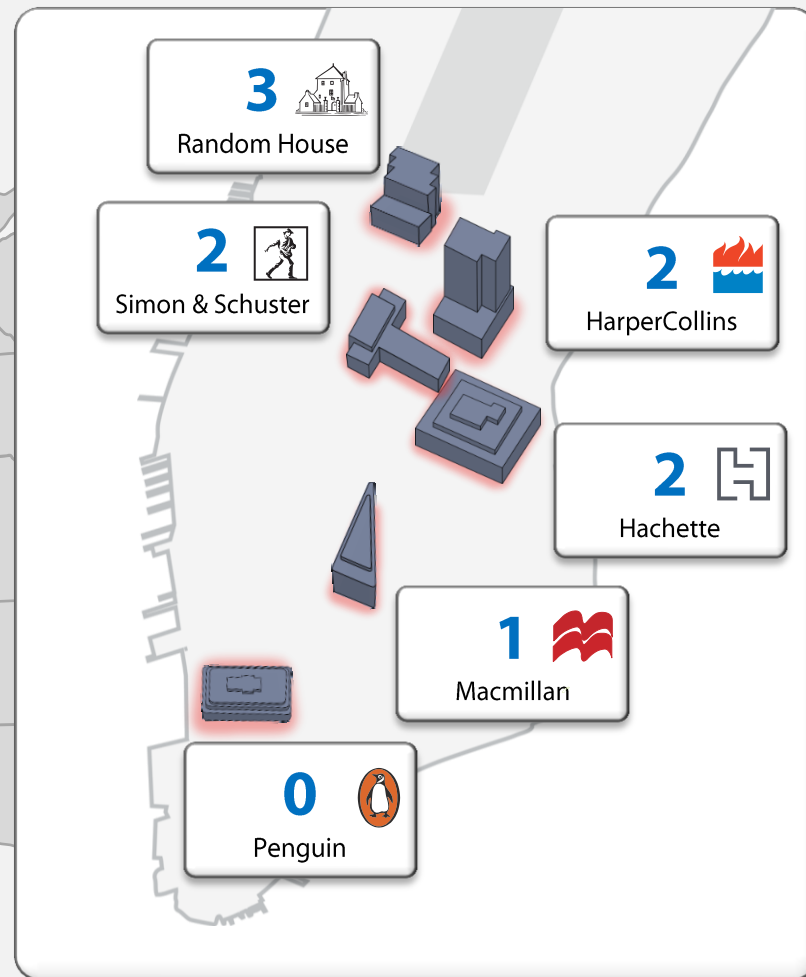 3
Random House
2
Simon & Schuster
2
HarperCollins
2
Hachette
1
Macmillan
0
Penguin